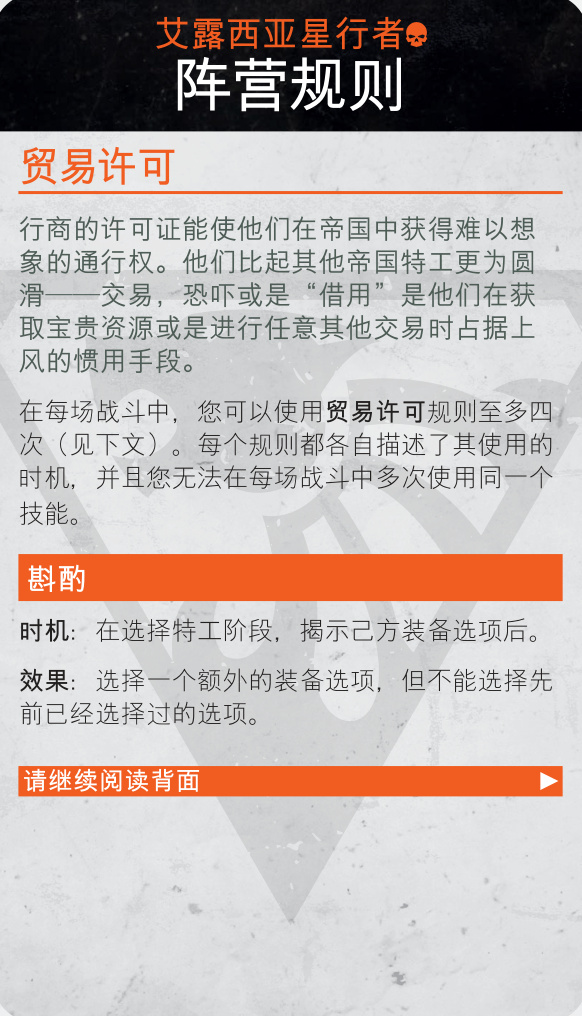 艾露西亚星行者
阵营规则
贸易许可
行商的许可证能使他们在帝国中获得难以想
象的通行权。他们比起其他帝国特工更为圆
滑——交易，恐吓或是“借用”是他们在获
取宝贵资源或是进行任意其他交易时占据上
风的惯用手段。
在每场战斗中，您可以使用贸易许可规则至多四
次（见下文）。每个规则都各自描述了其使用的
时机，并且您无法在每场战斗中多次使用同一个
技能。
斟酌
时机：在选择特工阶段，揭示己方装备选项后。
效果：选择一个额外的装备选项，但不能选择先
前已经选择过的选项。
请继续阅读背面